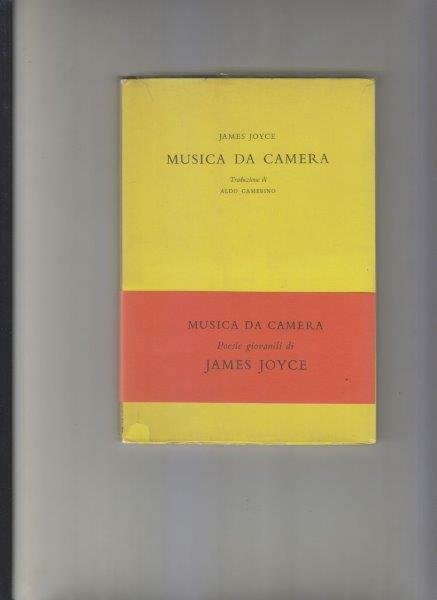 JAMES JOYCE
MUSICA DA CAMERA
Traduzione di
ALDO CAMERINO
MUSICA DA CAMERA
Poesie giovanili di
JAMES JOYCE